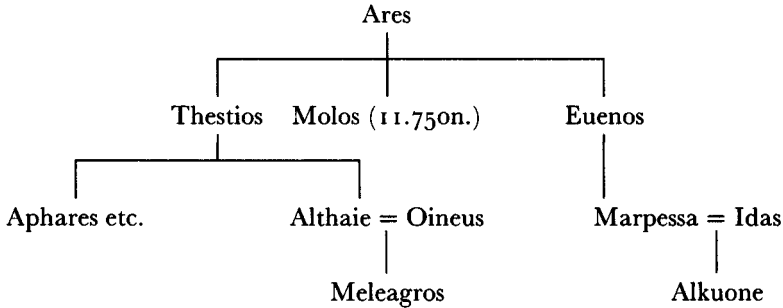 Ares
Thestios Molos (11.750n.) Euenos
Aphares etc. Althaie = Oineus Marpessa = Idas
Meleagros Alkuone